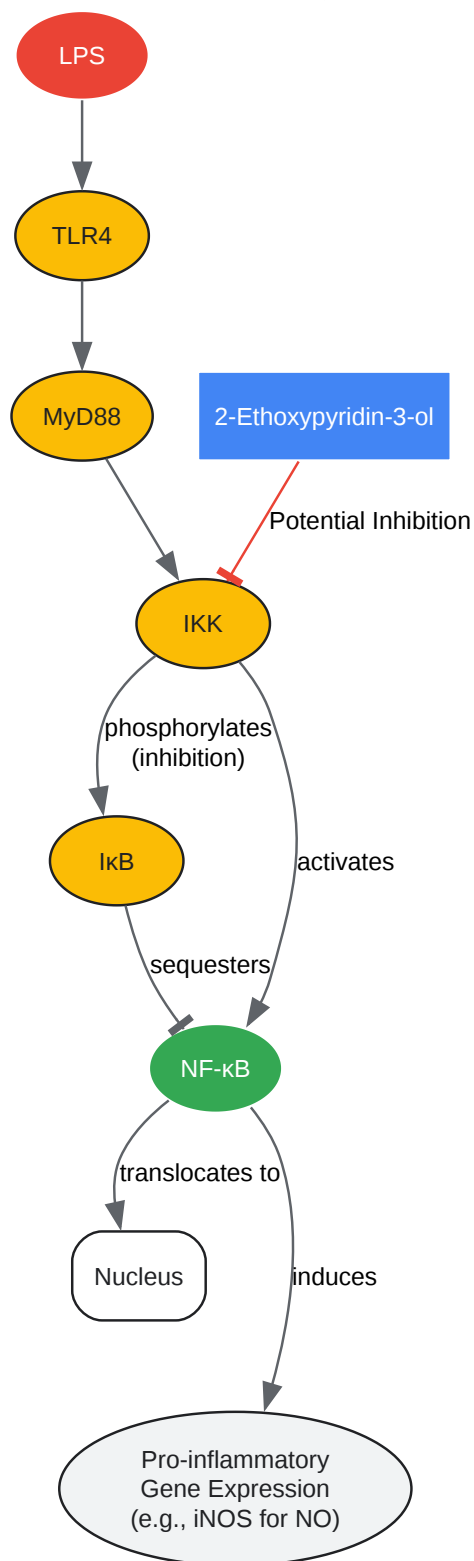 LPS
TLR4
MyD88
2-Ethoxypyridin-3-ol
Potential Inhibition
IKK
phosphorylates
(inhibition)
IκB
activates
sequesters
NF-κB
translocates to
Nucleus
induces
Pro-inflammatory
Gene Expression
(e.g., iNOS for NO)